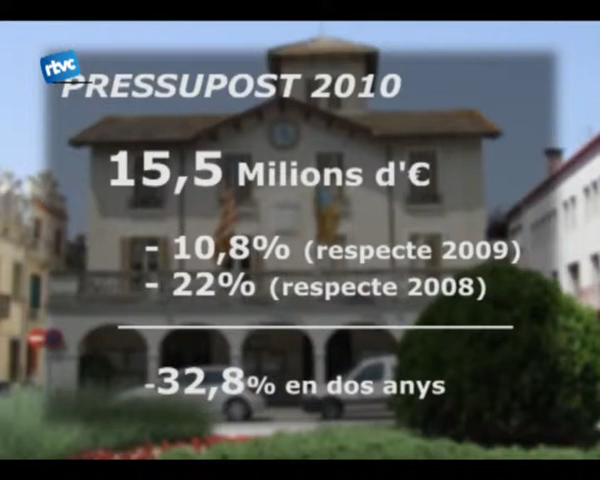 rtvc
PRESSUPOST 2010
15,5 Milions d'€
- 10,8% (respecte 2009)
- 22% (respecte 2008)
-32,8% en dos anys